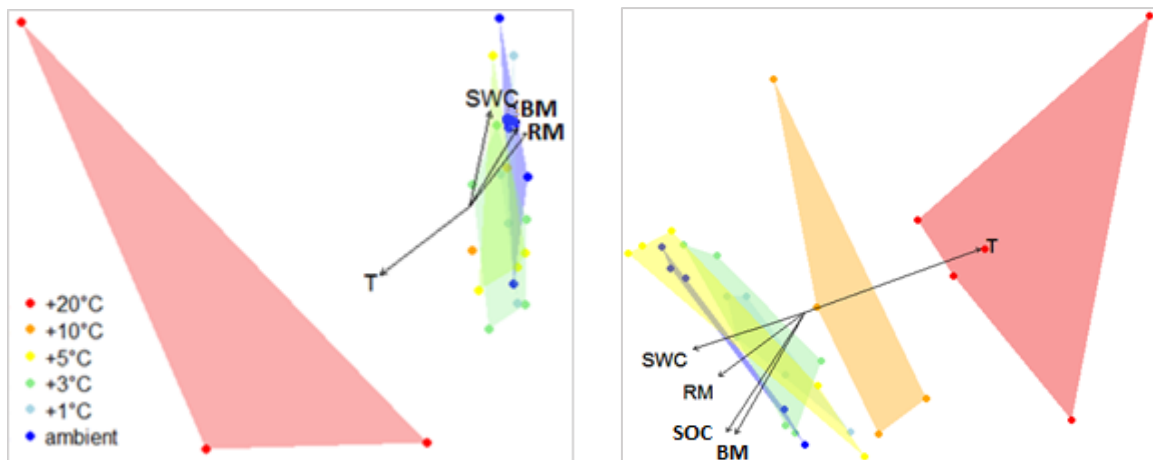 SWC
BM
RM
T
+20°C
+10°C
+5°C
+3°C
+1°C
ambient
T
SWC
RM
SOC
BM